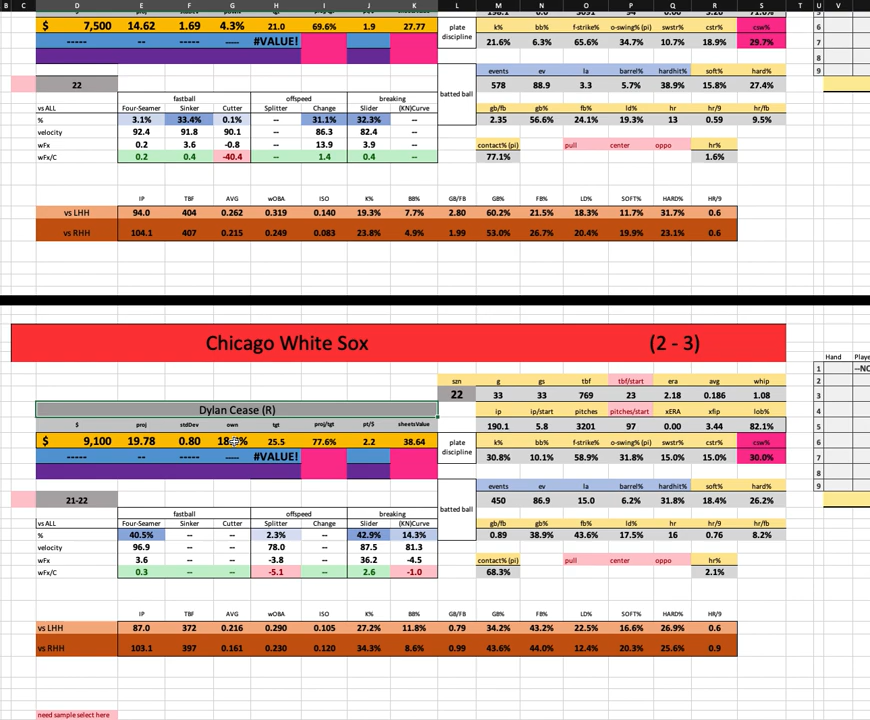 B C D E F G H I J K L M N O P Q R S T U V
$ 7,500 14.62 1.69 4.3% 21.0 69.6% 1.9 27.77 plate discipline k% bb% f-strike% o-swing% (pi) swstr% cstr% csw% 6
----- -- ----- ---- #VALUE! 21.6% 6.3% 65.6% 34.7% 10.7% 18.9% 29.7% 7
8
22 batted ball events ev la barrel% hardhit% soft% hard% 9
578 88.9 3.3 5.7% 38.9% 15.8% 27.4%
fastball offspeed breaking
vs ALL Four-Seamer Sinker Cutter Splitter Change Slider (KN)Curve gb/fb gb% fb% ld% hr hr/9 hr/fb
% 3.1% 33.4% 0.1% -- 31.1% 32.3% -- 2.35 56.6% 24.1% 19.3% 13 0.59 9.5%
velocity 92.4 91.8 90.1 -- 86.3 82.4 --
wFx 0.2 3.6 -0.8 -- 13.9 3.9 -- contact% (pi) pull center oppo hr%
wFx/C 0.2 0.4 -40.4 -- 1.4 0.4 -- 77.1% 1.6%
IP TBF AVG wOBA ISO K% BB% GB/FB GB% FB% LD% SOFT% HARD% HR/9
vs LHH 94.0 404 0.262 0.319 0.140 19.3% 7.7% 2.80 60.2% 21.5% 18.3% 11.7% 31.7% 0.6
vs RHH 104.1 407 0.215 0.249 0.083 23.8% 4.9% 1.99 53.0% 26.7% 20.4% 19.9% 23.1% 0.6
Chicago White Sox (2 - 3)
Hand
1
szn g gs tbf tbf/start era avg whip 2
22 33 33 769 23 2.18 0.186 1.08 3
Dylan Cease (R) ip ip/start pitches pitches/start xERA xfip lob% 4
$ proj stdDev own tgt proj/tgt pt/$ sheetsValue 190.1 5.8 3201 97 0.00 3.44 82.1% 5
$ 9,100 19.78 0.80 25.5 77.6% 2.2 38.64 plate discipline k% bb% f-strike% o-swing% (pi) swstr% cstr% csw% 6
----- -- ----- ---- #VALUE! 30.8% 10.1% 58.9% 31.8% 15.0% 15.0% 30.0% 7
8
21-22 batted ball events ev la barrel% hardhit% soft% hard% 9
450 86.9 15.0 6.2% 31.8% 18.4% 26.2%
fastball offspeed breaking
vs ALL Four-Seamer Sinker Cutter Splitter Change Slider (KN)Curve gb/fb gb% fb% ld% hr hr/9 hr/fb
% 40.5% -- -- 2.3% -- 42.9% 14.3% 0.89 38.9% 43.6% 17.5% 16 0.76 8.2%
velocity 96.9 -- -- 78.0 -- 87.5 81.3
wFx 3.6 -- -- -3.8 -- 36.2 -4.5 contact% (pi) pull center oppo hr%
wFx/C 0.3 -- -- -5.1 -- 2.6 -1.0 68.3% 2.1%
IP TBF AVG wOBA ISO K% BB% GB/FB GB% FB% LD% SOFT% HARD% HR/9
vs LHH 87.0 372 0.216 0.290 0.105 27.2% 11.8% 0.79 34.2% 43.2% 22.5% 16.6% 26.9% 0.6
vs RHH 103.1 397 0.161 0.230 0.120 34.3% 8.6% 0.99 43.6% 44.0% 12.4% 20.3% 25.6% 0.9
need sample select here